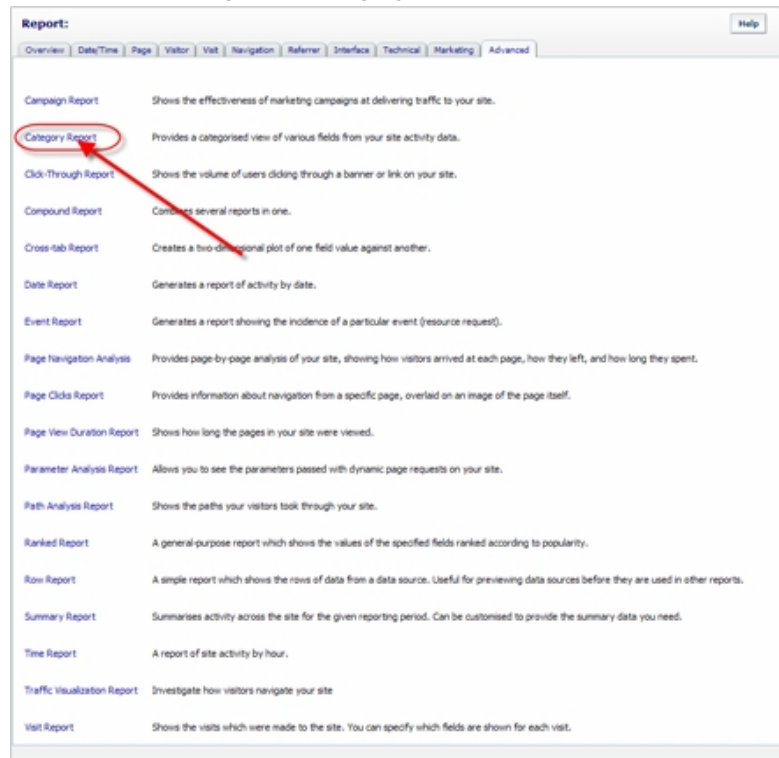 Report:
Help
Overview Date/Time Page Visitor Visit Navigation Referrer Interface Technical Marketing Advanced
Campaign Report Shows the effectiveness of marketing campaigns at delivering traffic to your site.
Category Report Provides a categorised view of various fields from your site activity data.
Click-Through Report Shows the volume of users clicking through a banner or link on your site.
Compound Report Combines several reports in one.
Cross-tab Report Creates a two-dimensional plot of one field value against another.
Date Report Generates a report of activity by date.
Event Report Generates a report showing the incidence of a particular event (resource request).
Page Navigation Analysis Provides page-by-page analysis of your site, showing how visitors arrived at each page, how they left, and how long they spent.
Page Clicks Report Provides information about navigation from a specific page, overlaid on an image of the page itself.
Page View Duration Report Shows how long the pages in your site were viewed.
Parameter Analysis Report Allows you to see the parameters passed with dynamic page requests on your site.
Path Analysis Report Shows the paths your visitors took through your site.
Ranked Report A general-purpose report which shows the values of the specified fields ranked according to popularity.
Row Report A simple report which shows the rows of data from a data source. Useful for previewing data sources before they are used in other reports.
Summary Report Summarises activity across the site for the given reporting period. Can be customised to provide the summary data you need.
Time Report A report of site activity by hour.
Traffic Visualization Report Investigate how visitors navigate your site
Visit Report Shows the visits which were made to the site. You can specify which fields are shown for each visit.